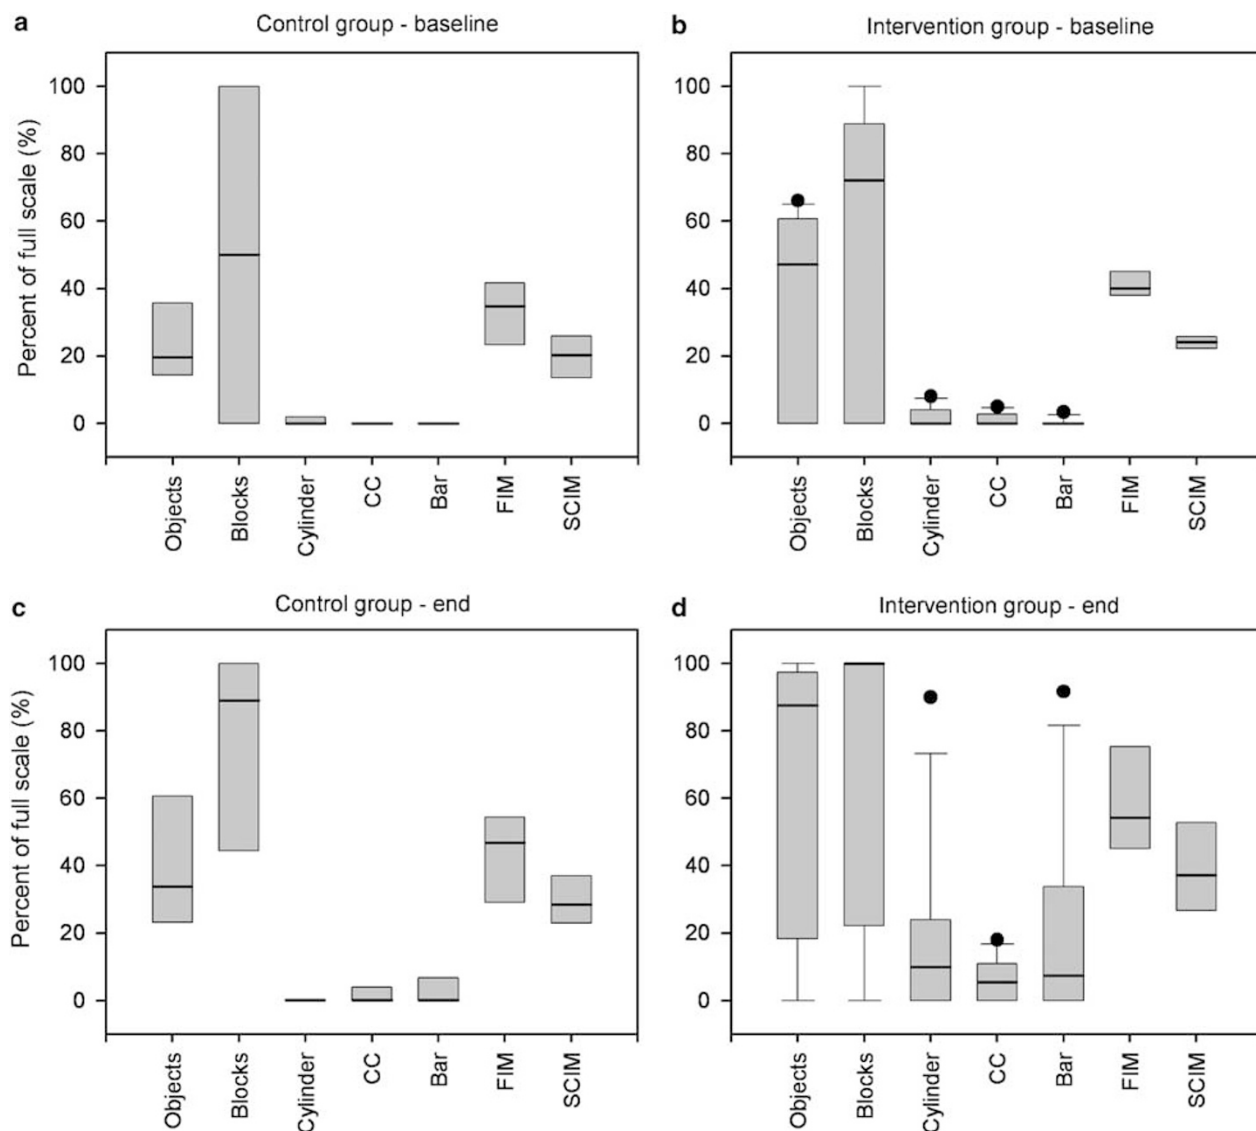 a
Control group - baseline
Percent of full scale (%)
100
80
60
40
20
0
Objects
Blocks
Cylinder
CC
Bar
FIM
SCIM
b
Intervention group - baseline
100
80
60
40
20
0
Objects
Blocks
Cylinder
CC
Bar
FIM
SCIM
c
Control group - end
Percent of full scale (%)
100
80
60
40
20
0
Objects
Blocks
Cylinder
CC
Bar
FIM
SCIM
d
Intervention group - end
100
80
60
40
20
0
Objects
Blocks
Cylinder
CC
Bar
FIM
SCIM